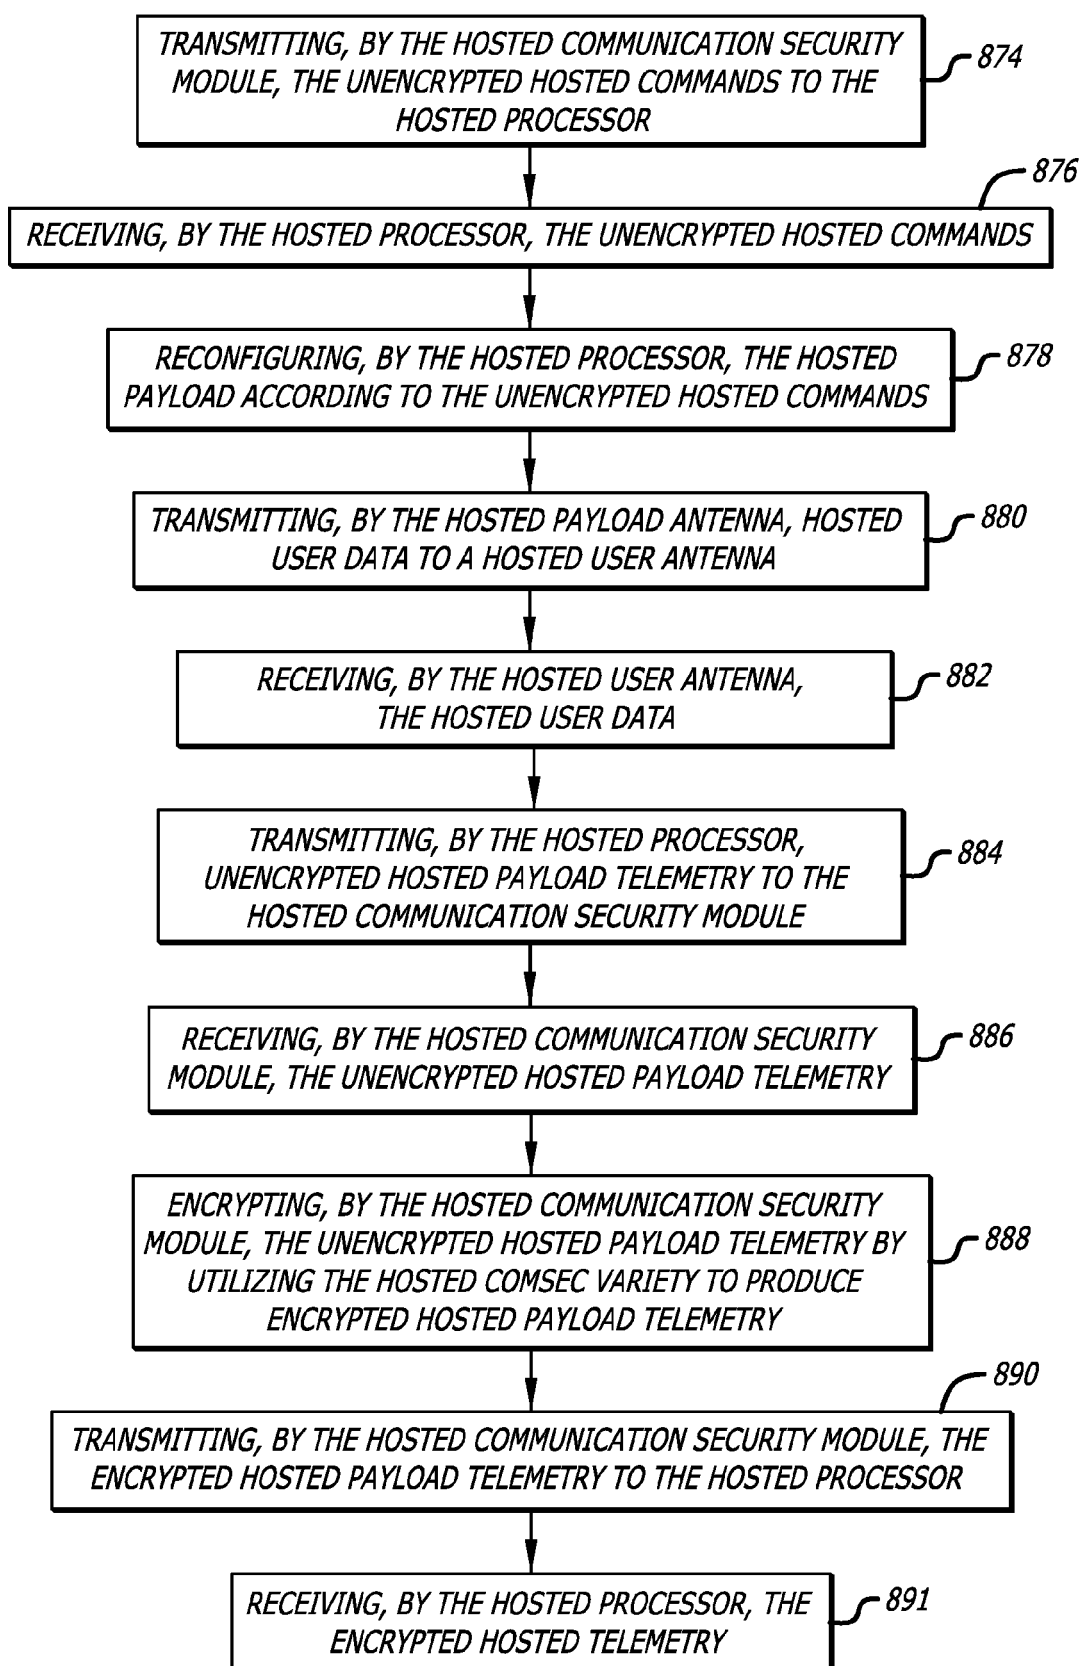 TRANSMITTING, BY THE HOSTED COMMUNICATION SECURITY
MODULE, THE UNENCRYPTED HOSTED COMMANDS TO THE
HOSTED PROCESSOR
874
876
RECEIVING, BY THE HOSTED PROCESSOR, THE UNENCRYPTED HOSTED COMMANDS
RECONFIGURING, BY THE HOSTED PROCESSOR, THE HOSTED
PAYLOAD ACCORDING TO THE UNENCRYPTED HOSTED COMMANDS
878
TRANSMITTING, BY THE HOSTED PAYLOAD ANTENNA, HOSTED
USER DATA TO A HOSTED USER ANTENNA
880
RECEIVING, BY THE HOSTED USER ANTENNA,
THE HOSTED USER DATA
882
TRANSMITTING, BY THE HOSTED PROCESSOR,
UNENCRYPTED HOSTED PAYLOAD TELEMETRY TO THE
HOSTED COMMUNICATION SECURITY MODULE
884
RECEIVING, BY THE HOSTED COMMUNICATION SECURITY
MODULE, THE UNENCRYPTED HOSTED PAYLOAD TELEMETRY
886
ENCRYPTING, BY THE HOSTED COMMUNICATION SECURITY
MODULE, THE UNENCRYPTED HOSTED PAYLOAD TELEMETRY BY
UTILIZING THE HOSTED COMSEC VARIETY TO PRODUCE
ENCRYPTED HOSTED PAYLOAD TELEMETRY
888
890
TRANSMITTING, BY THE HOSTED COMMUNICATION SECURITY MODULE, THE
ENCRYPTED HOSTED PAYLOAD TELEMETRY TO THE HOSTED PROCESSOR
RECEIVING, BY THE HOSTED PROCESSOR, THE
ENCRYPTED HOSTED TELEMETRY
891